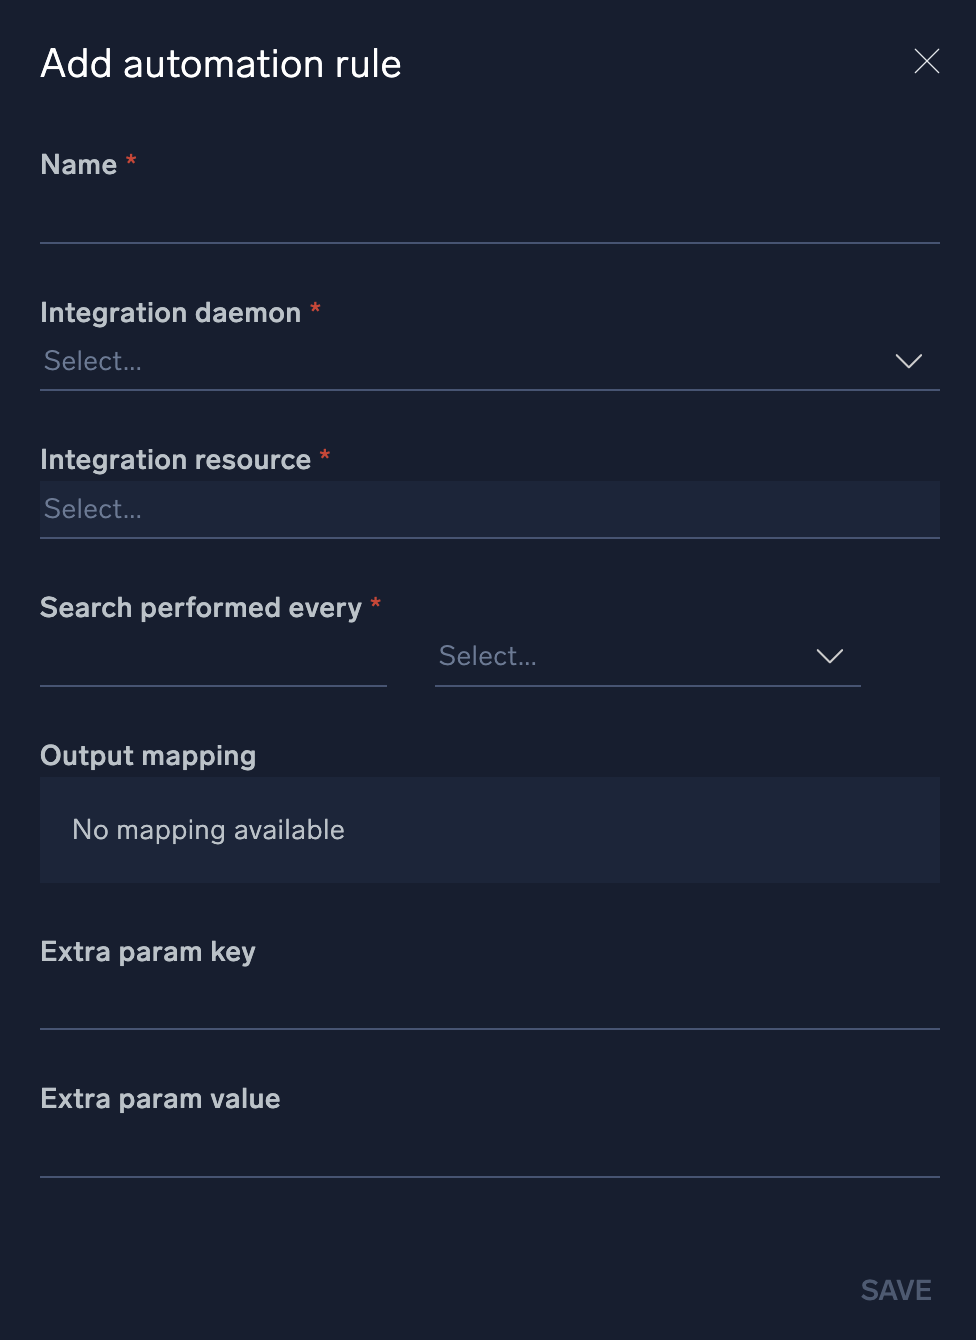 Add automation rule
Name *
Integration daemon *
Select...
Integration resource *
Select...
Search performed every *
Select...
Output mapping
No mapping available
Extra param key
Extra param value
SAVE